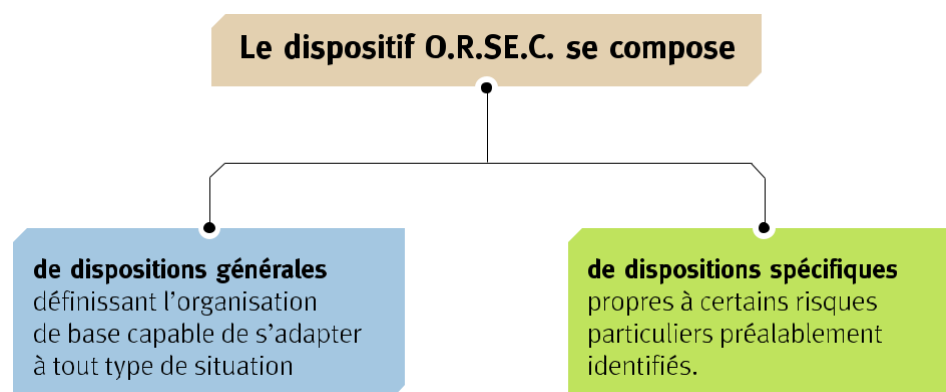 Le dispositif O.R.SE.C. se compose
de dispositions générales
définissant l'organisation
de base capable de s'adapter
à tout type de situation
de dispositions spécifiques
propres à certains risques
particuliers préalablement
identifiés.